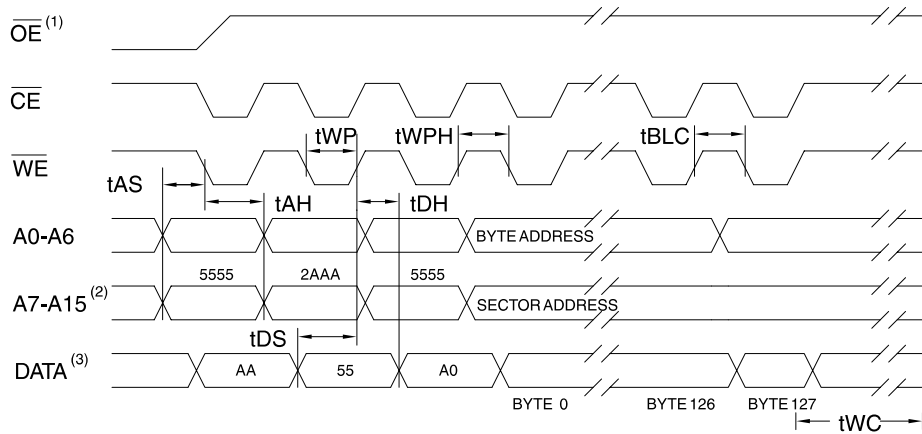 OE (1)
CE
tWP tWPH tBLC
WE
tAS
tAH tDH
A0-A6 BYTE ADDRESS
5555 2AAA 5555
A7-A15 (2) SECTOR ADDRESS
tDS
DATA (3) AA 55 A0
BYTE 0 BYTE 126 BYTE 127
tWC